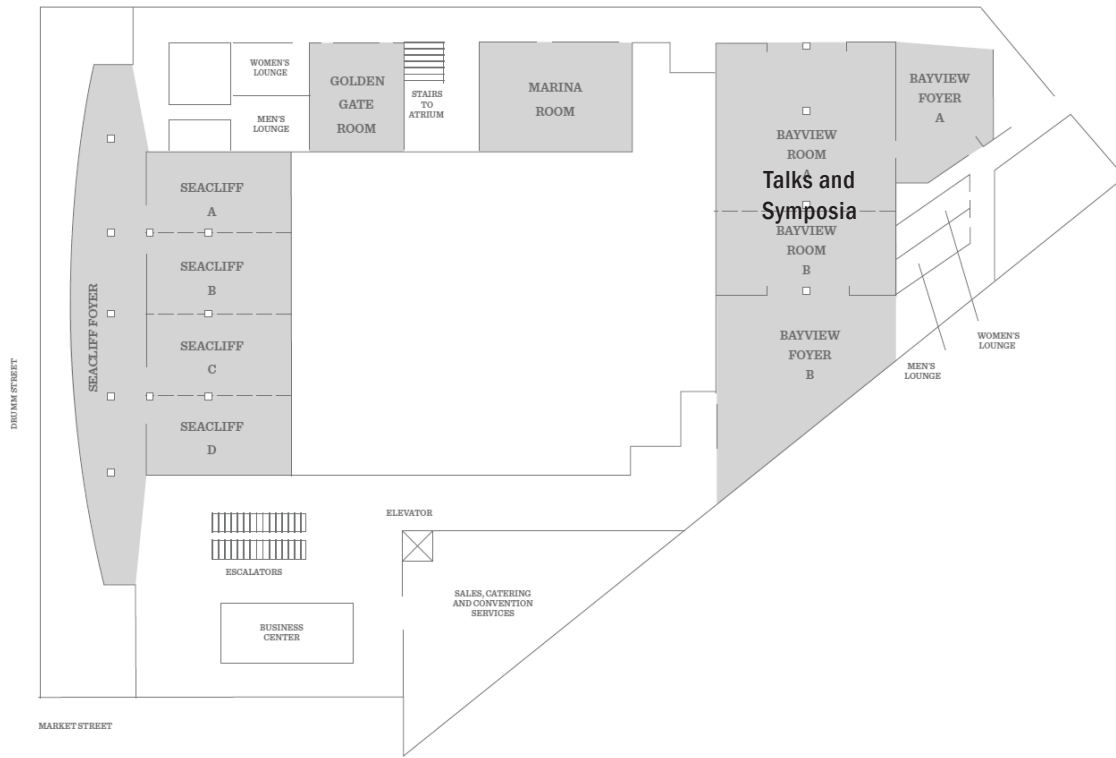 WOMEN'S
LOUNGE
MEN'S
LOUNGE
GOLDEN
GATE
ROOM
STAIRS
TO
ATRIUM
MARINA
ROOM
BAYVIEW
FOYER
A
BAYVIEW
ROOM
A
Talks and
Symposia
BAYVIEW
ROOM
B
BAYVIEW
FOYER
B
WOMEN'S
LOUNGE
MEN'S
LOUNGE
SEACLIFF
A
SEACLIFF
B
SEACLIFF
C
SEACLIFF
D
SEACLIFF FOYER
DRUMM STREET
ELEVATOR
ESCALATORS
SALES, CATERING
AND CONVENTION
SERVICES
BUSINESS
CENTER
MARKET STREET